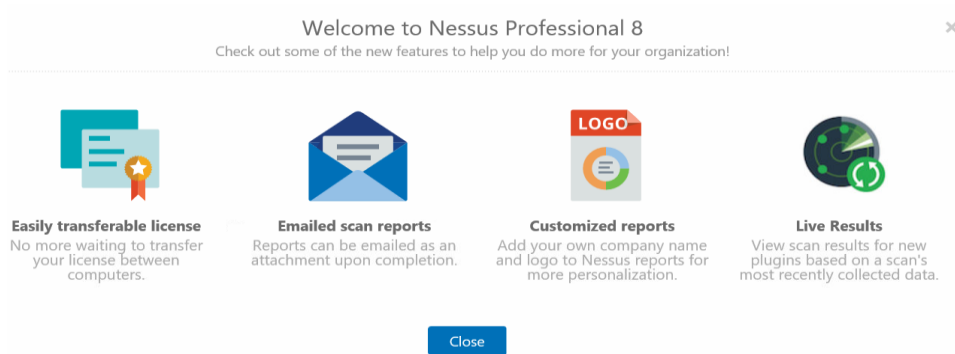 Welcome to Nessus Professional 8
Check out some of the new features to help you do more for your organization!
LOGO
Easily transferable license
No more waiting to transfer
your license between
computers.
Emailed scan reports
Reports can be emailed as an
attachment upon completion.
Customized reports
Add your own company name
and logo to Nessus reports for
more personalization.
Live Results
View scan results for new
plugins based on a scan's
most recently collected data.
Close